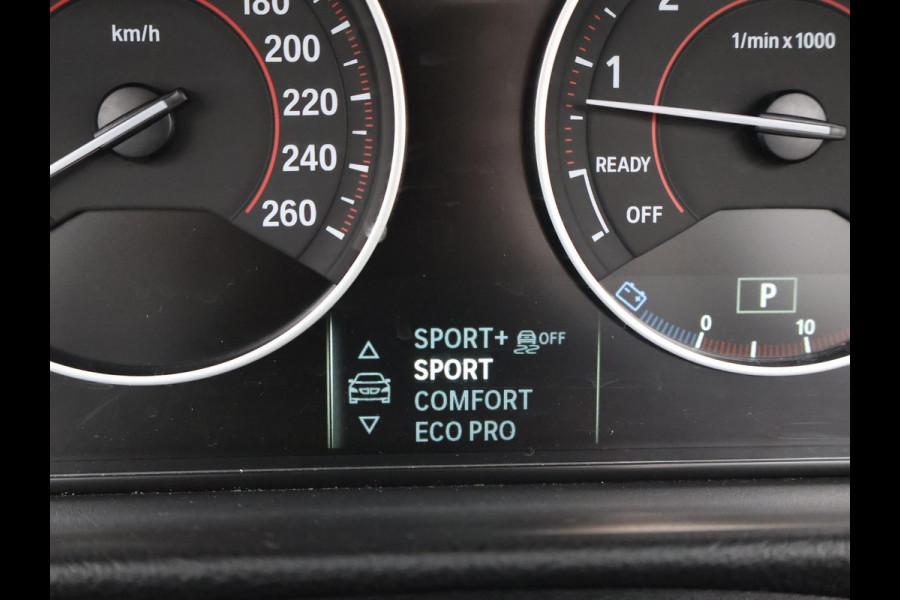 km/h
180
200
220
240
260
2
1/min x 1000
1
READY
OFF
P
0
10
SPORT+ OFF
SPORT
COMFORT
ECO PRO